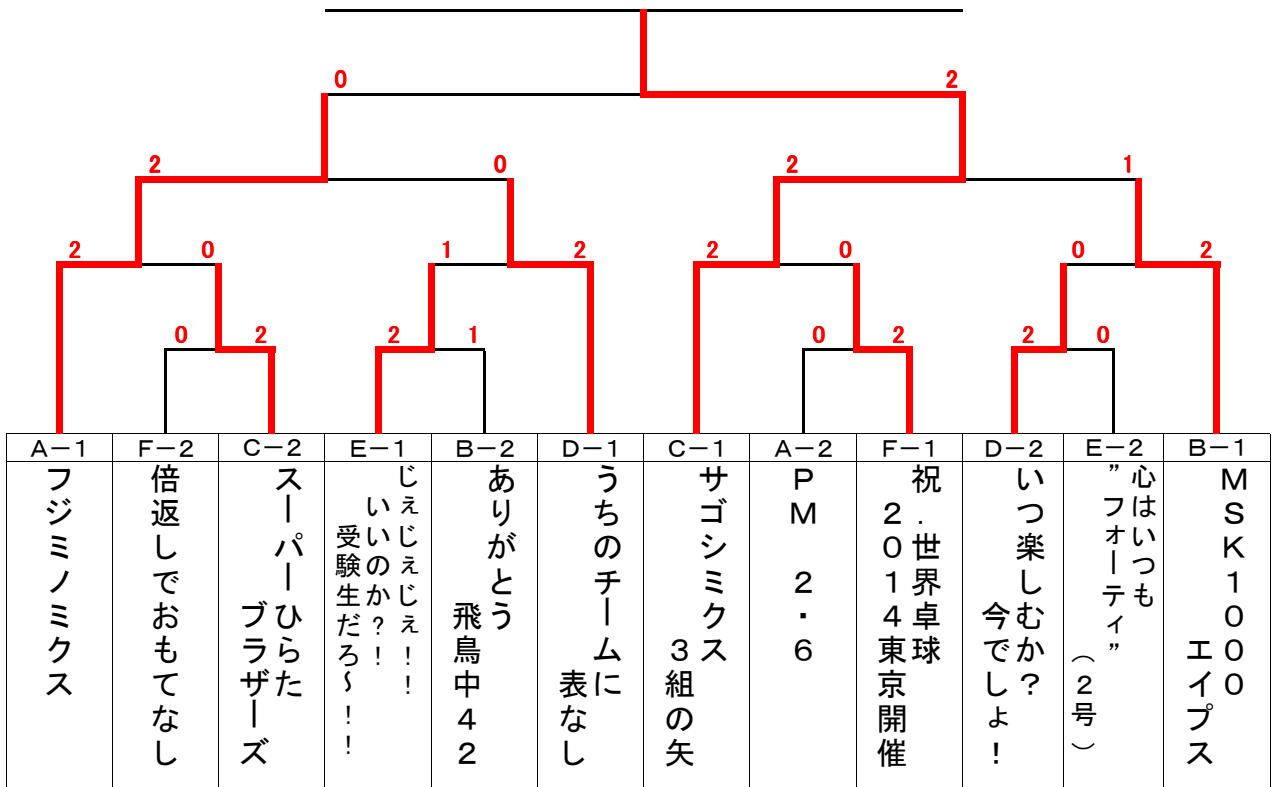 0 2
2 0 2 1
2 0 1 2 2 0 0 2
0 2 2 1 0 2 2 0
A-1 F-2 C-2 E-1 B-2 D-1 C-1 A-2 F-1 D-2 E-2 B-1
フジミノミクス
倍返しでおもてなし
スーパーひらた
ブラザーズ
じぇじぇじぇ!!
いいのか?!
受験生だろ~!!
ありがとう
飛鳥中42
うちのチームに
表なし
サゴシミクス
3組の矢
PM 2・6
祝.世界卓球
2014東京開催
いつ楽しむか?
今でしょ!
心はいつも
”フォーティ”
(2号)
MSK1000
エイプス